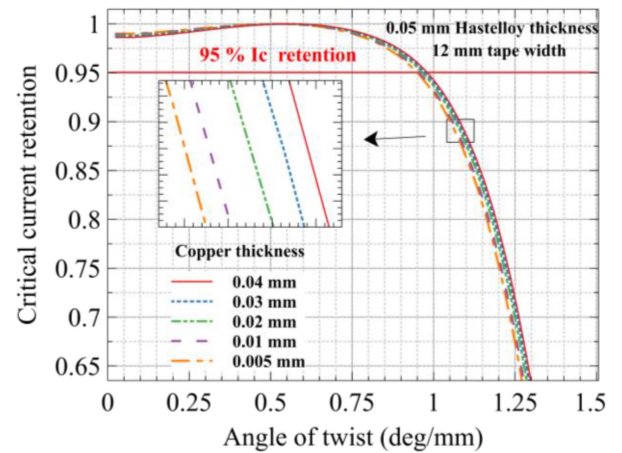 0.05 mm Hastelloy thickness
12 mm tape width
95 % Ic retention
Copper thickness
0.04 mm
0.03 mm
0.02 mm
0.01 mm
0.005 mm
Critical current retention
1
0.95
0.9
0.85
0.8
0.75
0.7
0.65
0
0.25
0.5
0.75
1
1.25
1.5
Angle of twist (deg/mm)